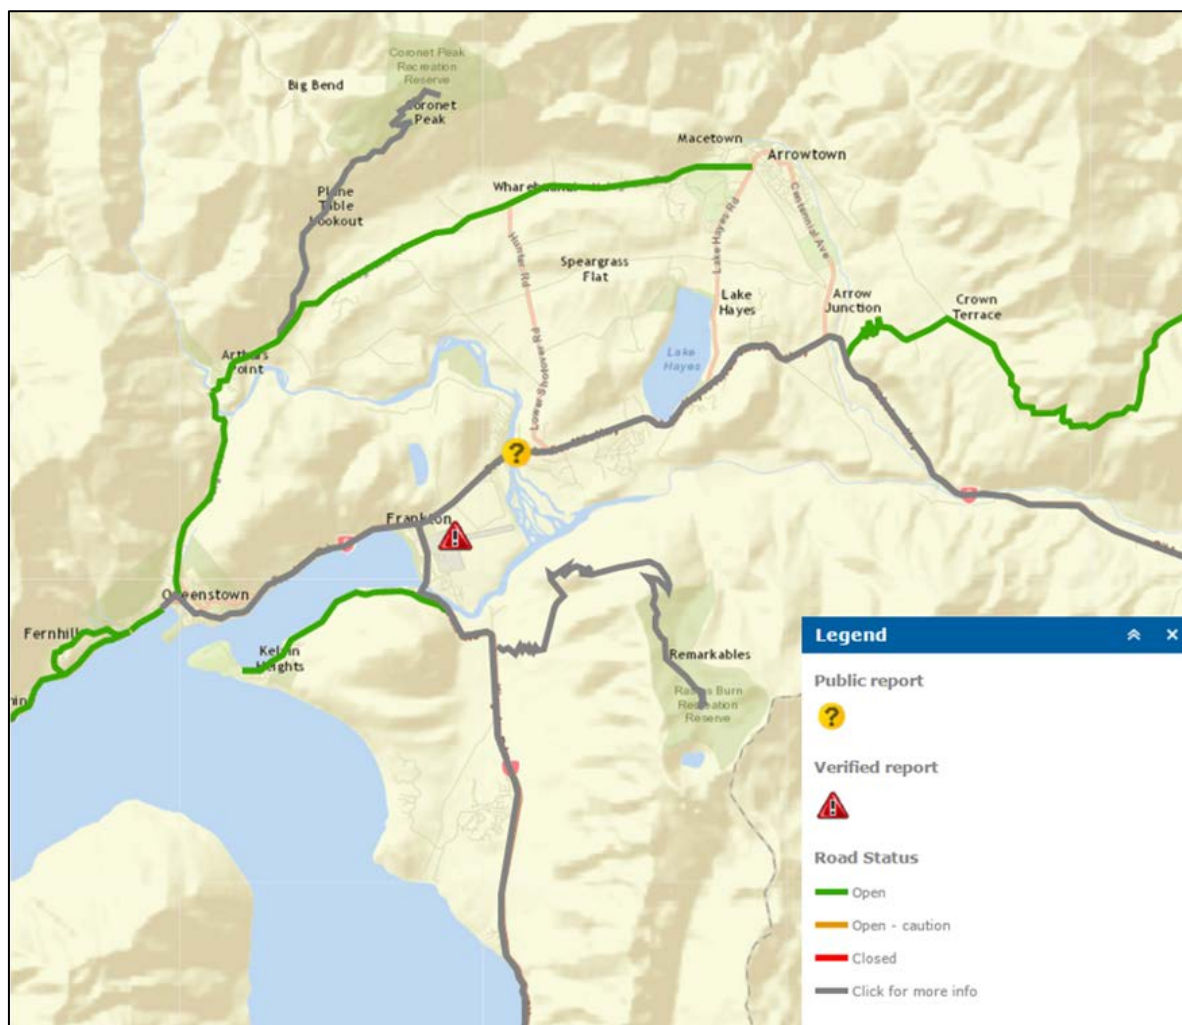 Coronet Peak
Recreation
Reserve
Big Bend
Coronet
Peak
Macetown
Arrowtown
Plane
Table
Lookout
Hunter Rd
Lake Hayes Rd
Centennial Ave
Speargrass
Flat
Lake
Hayes
Arrow
Junction
Crown
Terrace
Arthurs
Point
Lake
Hayes
Lower Shotover Rd
?
Frankton
!
Queenstown
Fernhill
Kelvin
Heights
Remarkables
Recreation
Reserve
Legend
Public report
?
Verified report
!
Road Status
Open
Open - caution
Closed
Click for more info